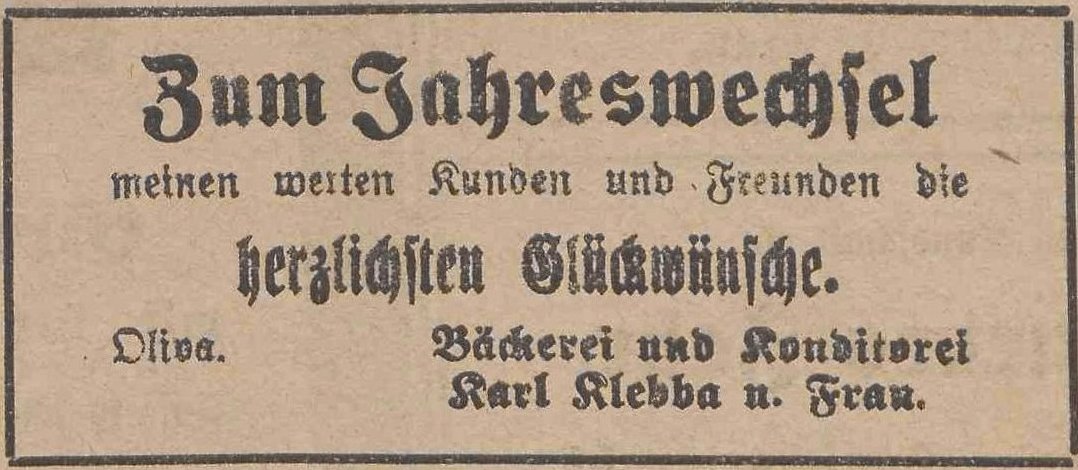 Zum Jahreswechsel
meinen werten Kunden und Freunden die
herzlichsten Glückwünsche.
Oliva. Bäckerei und Konditorei
Karl Klebba u. Frau.